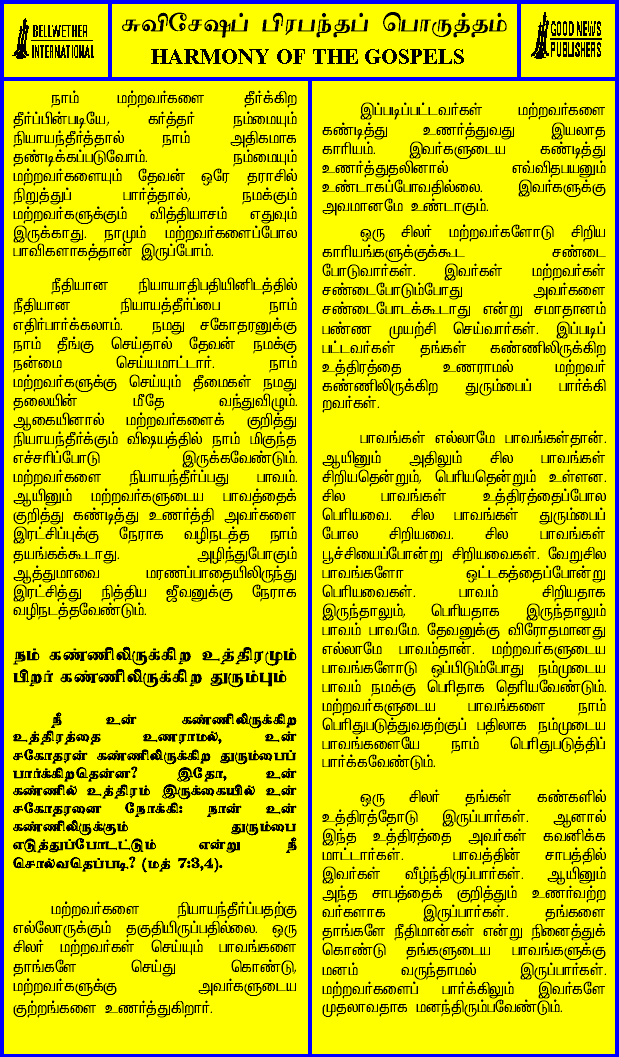 BELLWETHER
INTERNATIONAL
சுவிசேஷப் பிரபந்தப் பொருத்தம்
HARMONY OF THE GOSPELS
GOOD NEWS
PUBLISHERS
நாம் மற்றவர்களை தீர்க்கிற
தீர்ப்பின்படியே, கர்த்தர் நம்மையும்
நியாயந்தீர்த்தால் நாம் அதிகமாக
தண்டிக்கப்படுவோம். நம்மையும்
மற்றவர்களையும் தேவன் ஒரே தராசில்
நிறுத்துப் பார்த்தால், நமக்கும்
மற்றவர்களுக்கும் வித்தியாசம் எதுவும்
இருக்காது. நாமும் மற்றவர்களைப்போல
பாவிகளாகத்தான் இருப்போம்.
நீதியான நியாயாதிபதியினிடத்தில்
நீதியான நியாயத்தீர்ப்பை நாம்
எதிர்பார்க்கலாம். நமது சகோதரனுக்கு
நாம் தீங்கு செய்தால் தேவன் நமக்கு
நன்மை செய்யமாட்டார். நாம்
மற்றவர்களுக்கு செய்யும் தீமைகள் நமது
தலையின் மீதே வந்துவிழும்.
ஆகையினால் மற்றவர்களைக் குறித்து
நியாயந்தீர்க்கும் விஷயத்தில் நாம் மிகுந்த
எச்சரிப்போடு இருக்கவேண்டும்.
மற்றவர்களை நியாயந்தீர்ப்பது பாவம்.
ஆயினும் மற்றவர்களுடைய பாவத்தைக்
குறித்து கண்டித்து உணர்த்தி அவர்களை
இரட்சிப்புக்கு நேராக வழிநடத்த நாம்
தயங்கக்கூடாது. அழிந்துபோகும்
ஆத்துமாவை மரணப்பாதையிலிருந்து
இரட்சித்து நித்திய ஜீவனுக்கு நேராக
வழிநடத்தவேண்டும்.
நம் கண்ணிலிருக்கிற உத்திரமும்
பிறர் கண்ணிலிருக்கிற துரும்பும்
நீ உன் கண்ணிலிருக்கிற
உத்திரத்தை உணராமல், உன்
சகோதரன் கண்ணிலிருக்கிற துரும்பைப்
பார்க்கிறதென்ன? இதோ, உன்
கண்ணில் உத்திரம் இருக்கையில் உன்
சகோதரனை நோக்கி: நான் உன்
கண்ணிலிருக்கும் துரும்பை
எடுத்துப்போடட்டும் என்று நீ
சொல்வதெப்படி? (மத் 7:3,4).
மற்றவர்களை நியாயந்தீர்ப்பதற்கு
எல்லோருக்கும் தகுதியிருப்பதில்லை. ஒரு
சிலர் மற்றவர்கள் செய்யும் பாவங்களை
தாங்களே செய்து கொண்டு,
மற்றவர்களுக்கு அவர்களுடைய
குற்றங்களை உணர்த்துகிறார்.
இப்படிப்பட்டவர்கள் மற்றவர்களை
கண்டித்து உணர்த்துவது இயலாத
காரியம். இவர்களுடைய கண்டித்து
உணர்த்துதலினால் எவ்விதபயனும்
உண்டாகப்போவதில்லை. இவர்களுக்கு
அவமானமே உண்டாகும்.
ஒரு சிலர் மற்றவர்களோடு சிறிய
காரியங்களுக்குக்கூட சண்டை
போடுவார்கள். இவர்கள் மற்றவர்கள்
சண்டைபோடும்போது அவர்களை
சண்டைபோடக்கூடாது என்று சமாதானம்
பண்ண முயற்சி செய்வார்கள். இப்படிப்
பட்டவர்கள் தங்கள் கண்ணிலிருக்கிற
உத்திரத்தை உணராமல் மற்றவர்
கண்ணிலிருக்கிற துரும்பைப் பார்க்கி
றவர்கள்.
பாவங்கள் எல்லாமே பாவங்கள்தான்.
ஆயினும் அதிலும் சில பாவங்கள்
சிறியதென்றும், பெரியதென்றும் உள்ளன.
சில பாவங்கள் உத்திரத்தைப்போல
பெரியவை. சில பாவங்கள் துரும்பைப்
போல சிறியவை. சில பாவங்கள்
பூச்சியைப்போன்று சிறியவைகள். வேறுசில
பாவங்களோ ஒட்டகத்தைப்போன்று
பெரியவைகள். பாவம் சிறியதாக
இருந்தாலும், பெரியதாக இருந்தாலும்
பாவம் பாவமே. தேவனுக்கு விரோதமானது
எல்லாமே பாவம்தான். மற்றவர்களுடைய
பாவங்களோடு ஒப்பிடும்போது நம்முடைய
பாவம் நமக்கு பெரிதாக தெரியவேண்டும்.
மற்றவர்களுடைய பாவங்களை நாம்
பெரிதுபடுத்துவதற்குப் பதிலாக நம்முடைய
பாவங்களையே நாம் பெரிதுபடுத்திப்
பார்க்கவேண்டும்.
ஒரு சிலர் தங்கள் கண்களில்
உத்திரத்தோடு இருப்பார்கள். ஆனால்
இந்த உத்திரத்தை அவர்கள் கவனிக்க
மாட்டார்கள். பாவத்தின் சாபத்தில்
இவர்கள் வீழ்ந்திருப்பார்கள். ஆயினும்
அந்த சாபத்தைக் குறித்தும் உணர்வற்ற
வர்களாக இருப்பார்கள். தங்களை
தாங்களே நீதிமான்கள் என்று நினைத்துக்
கொண்டு தங்களுடைய பாவங்களுக்கு
மனம் வருந்தாமல் இருப்பார்கள்.
மற்றவர்களைப் பார்க்கிலும் இவர்களே
முதலாவதாக மனந்திரும்பவேண்டும்.